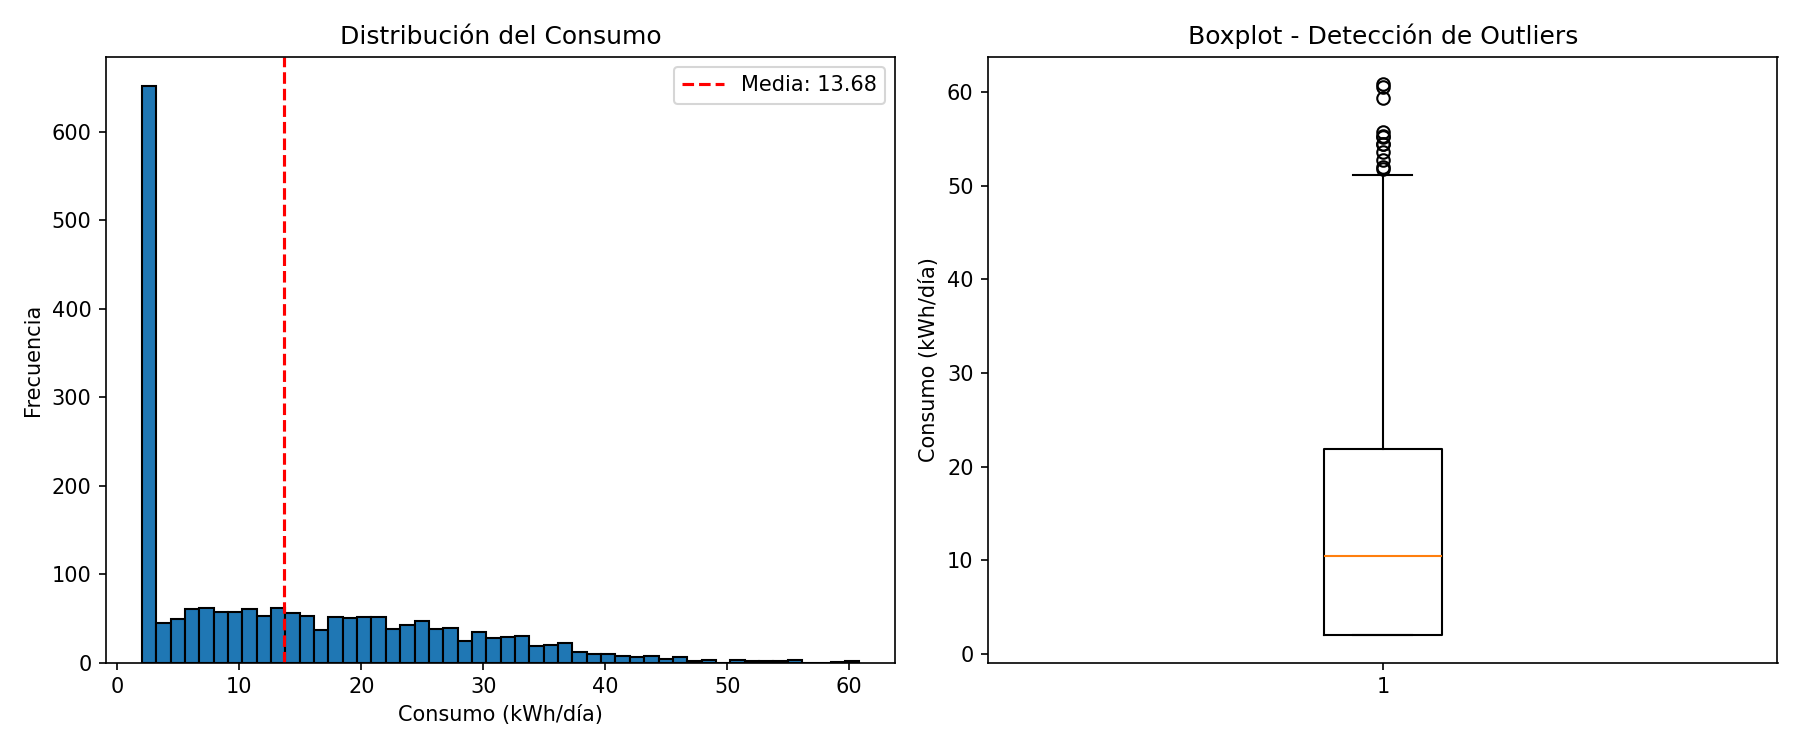 Distribución del Consumo
Media: 13.68
Frecuencia
600
500
400
300
200
100
0
0 10 20 30 40 50 60
Consumo (kWh/día)
Boxplot - Detección de Outliers
Consumo (kWh/día)
60
50
40
30
20
10
0
1